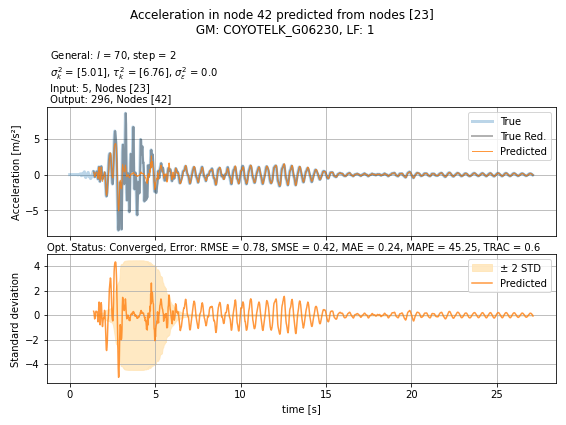 Acceleration in node 42 predicted from nodes [23]
GM: COYOTELK_G06230, LF: 1
General: l = 70, step = 2
σ²ₖ = [5.01], τ²ₖ = [6.76], σ²ε = 0.0
Input: 5, Nodes [23]
Output: 296, Nodes [42]
Acceleration [m/s²]
5
0
−5
True
True Red.
Predicted
Opt. Status: Converged, Error: RMSE = 0.78, SMSE = 0.42, MAE = 0.24, MAPE = 45.25, TRAC = 0.6
Standard deviation
4
2
0
−2
−4
± 2 STD
Predicted
0 5 10 15 20 25
time [s]